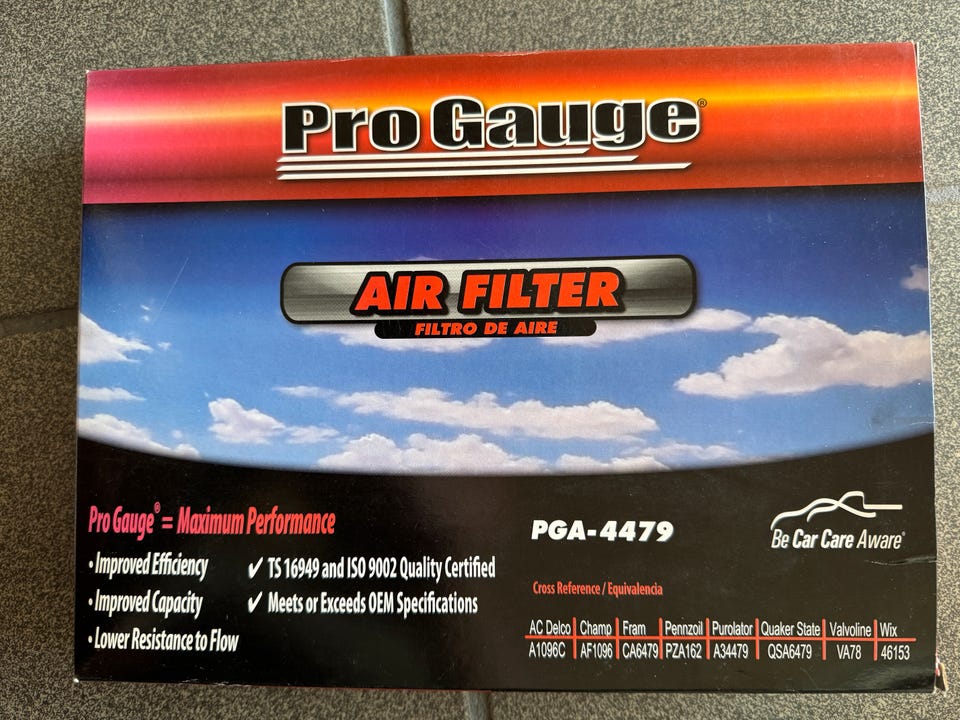 Pro Gauge®
AIR FILTER
FILTRO DE AIRE
Pro Gauge® = Maximum Performance
• Improved Efficiency
• Improved Capacity
• Lower Resistance to Flow
✓ TS 16949 and ISO 9002 Quality Certified
✓ Meets or Exceeds OEM Specifications
PGA-4479
Be Car Care Aware®
Cross Reference / Equivalencia
AC Delco Champ Fram Pennzoil Purolator Quaker State Valvoline Wix
A1096C AF1096 CA6479 PZA162 A34479 QSA6479 VA78 46153